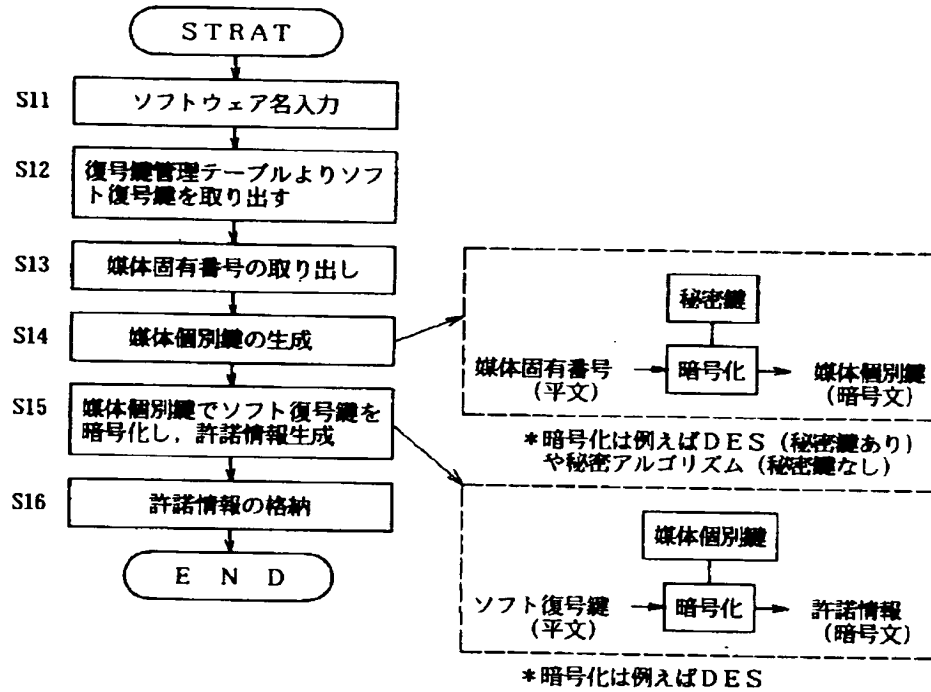 STRAT
S11
ソフトウェア名入力
S12
復号鍵管理テーブルよりソフ
ト復号鍵を取り出す
S13
媒体固有番号の取り出し
S14
媒体個別鍵の生成
S15
媒体個別鍵でソフト復号鍵を
暗号化し,許諾情報生成
S16
許諾情報の格納
END
秘密鍵
媒体固有番号
(平文)
暗号化
媒体個別鍵
(暗号文)
*暗号化は例えばDES(秘密鍵あり)
や秘密アルゴリズム(秘密鍵なし)
媒体個別鍵
ソフト復号鍵
(平文)
暗号化
許諾情報
(暗号文)
*暗号化は例えばDES